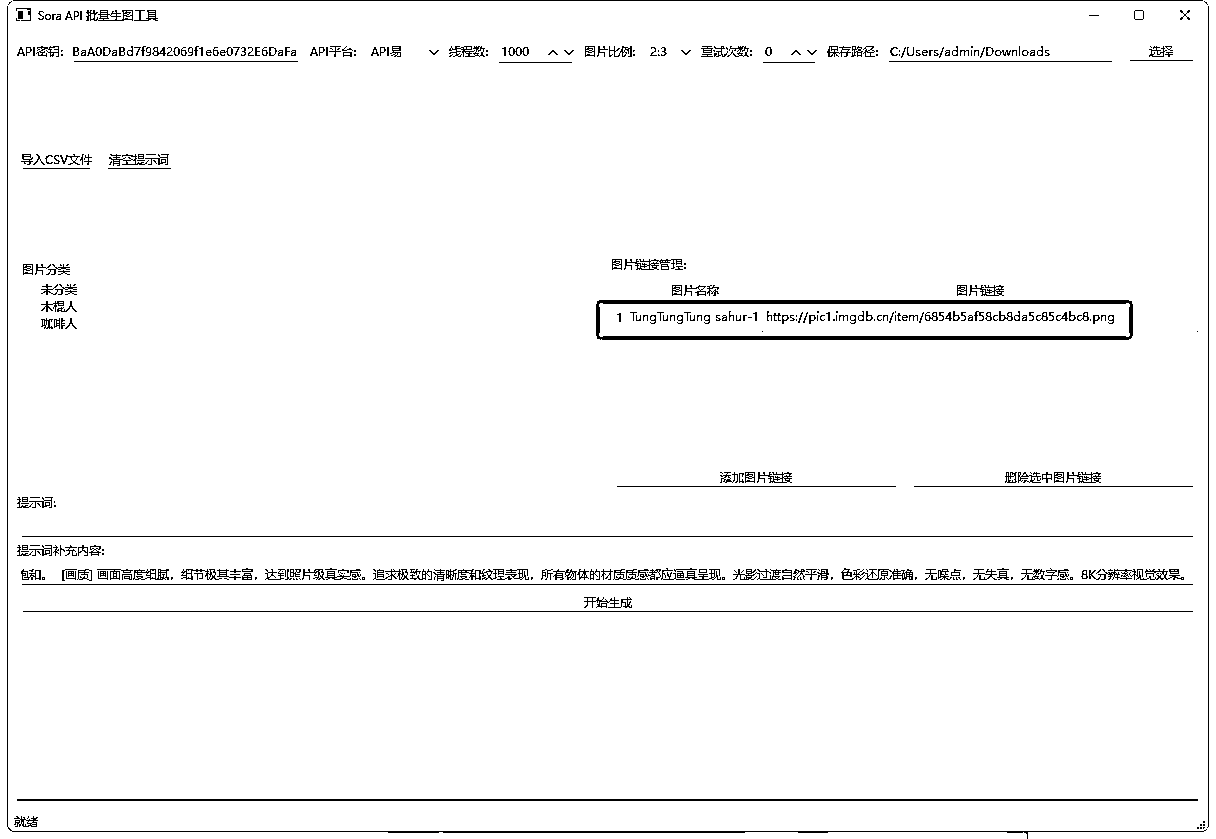 Sora API 批量生图工具
API密钥: BaA0DaBd7f9842069f1e6e0732E6DaFa API平台: API易 线程数: 1000 图片比例: 2:3 重试次数: 0 保存路径: C:/Users/admin/Downloads 选择
导入CSV文件 清空提示词
图片分类
未分类
木棍人
咖啡人
图片链接管理:
图片名称 图片链接
1 TungTungTung sahur-1 https://pic1.imgdb.cn/item/6854b5af58cb8da5c85c4bc8.png
添加图片链接 删除选中图片链接
提示词:
提示词补充内容:
包和。 [画质] 画面高度细腻，细节极其丰富，达到照片级真实感。追求极致的清晰度和纹理表现，所有物体的材质质感都应逼真呈现。光影过渡自然平滑，色彩还原准确，无噪点，无失真，无数字感。8K分辨率视觉效果。
开始生成
就绪